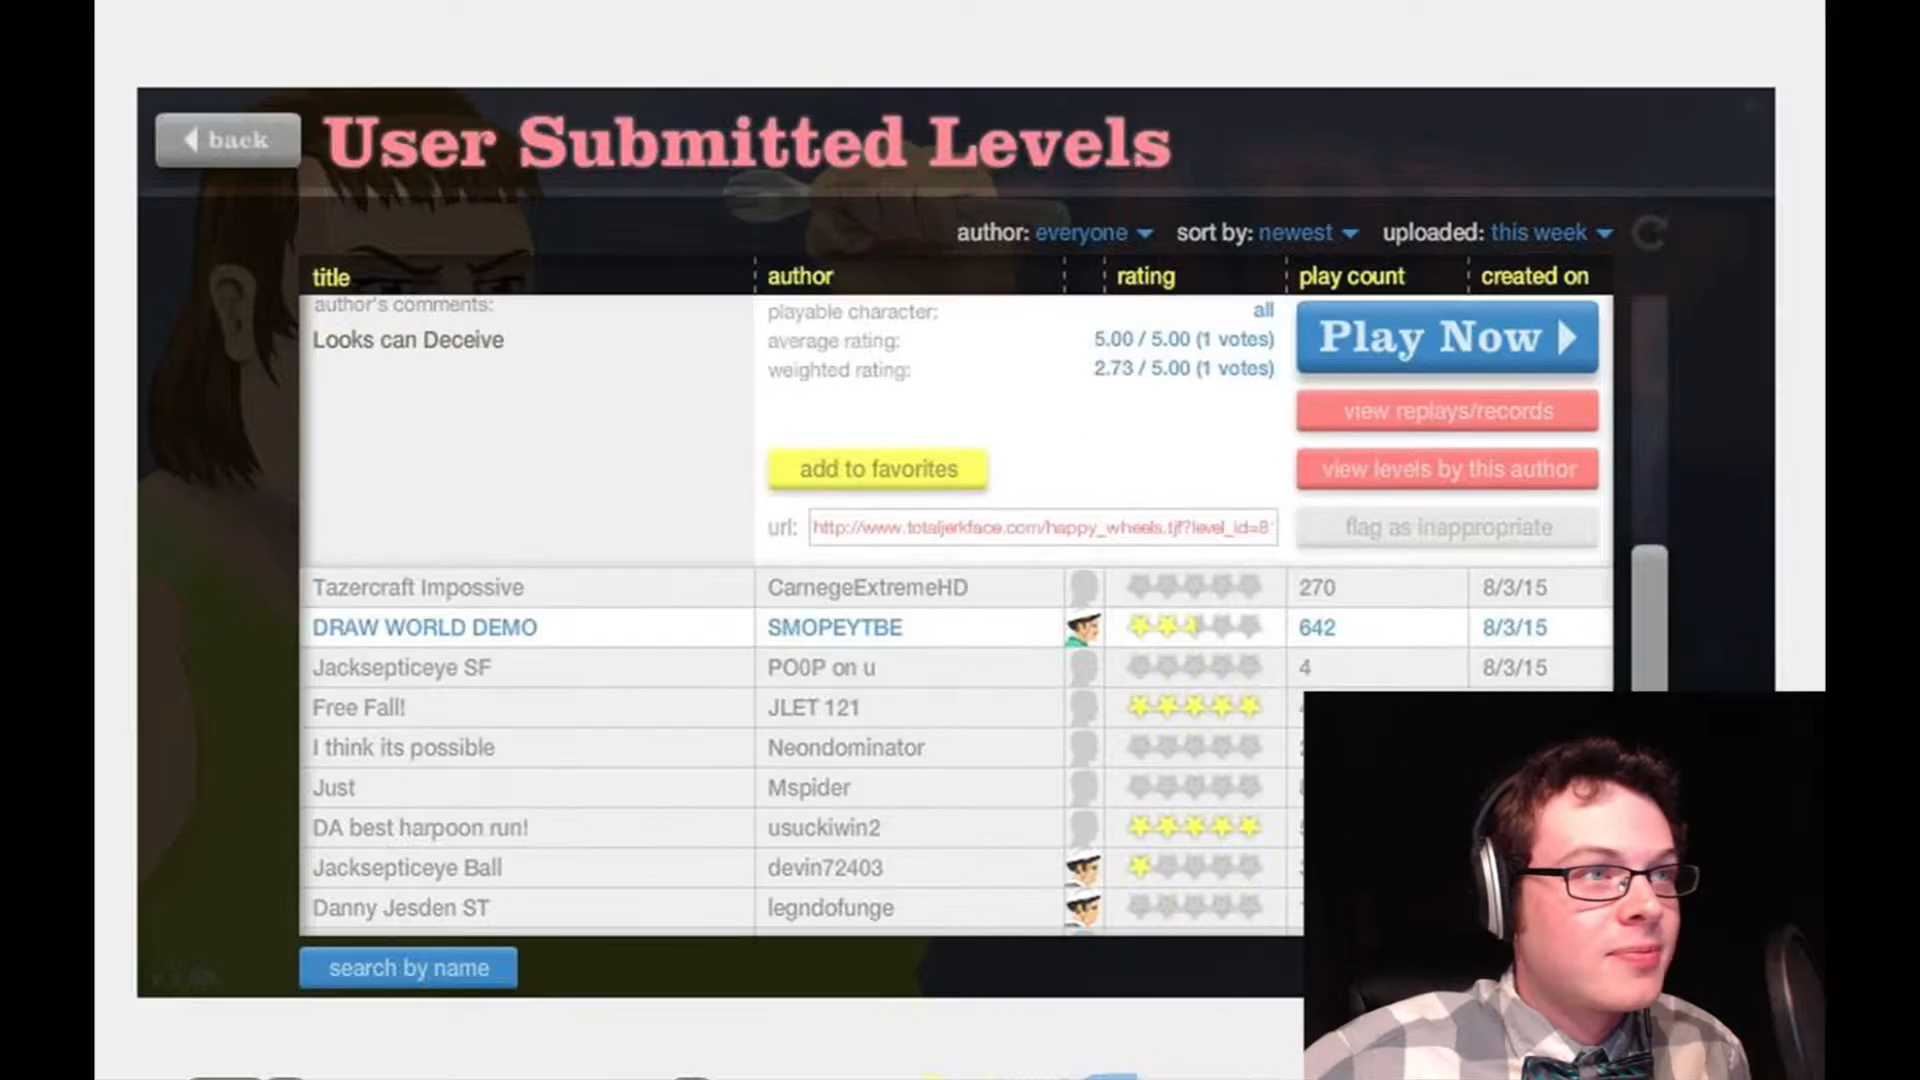 back
User Submitted Levels
author: everyone sort by: newest uploaded: this week
title author rating play count created on
author's comments:
Looks can Deceive
playable character: all
average rating: 5.00 / 5.00 (1 votes)
weighted rating: 2.73 / 5.00 (1 votes)
Play Now
view replays/records
add to favorites
view levels by this author
url: http://www.totaljerkface.com/happy_wheels.tjf?level_id=8
flag as inappropriate
Tazercraft Impossive CarnegeExtremeHD 270 8/3/15
DRAW WORLD DEMO SMOPEYTBE 642 8/3/15
Jacksepticeye SF PO0P on u 4 8/3/15
Free Fall! JLET 121
I think its possible Neondominator
Just Mspider
DA best harpoon run! usuckiwin2
Jacksepticeye Ball devin72403
Danny Jesden ST legndofunge
search by name